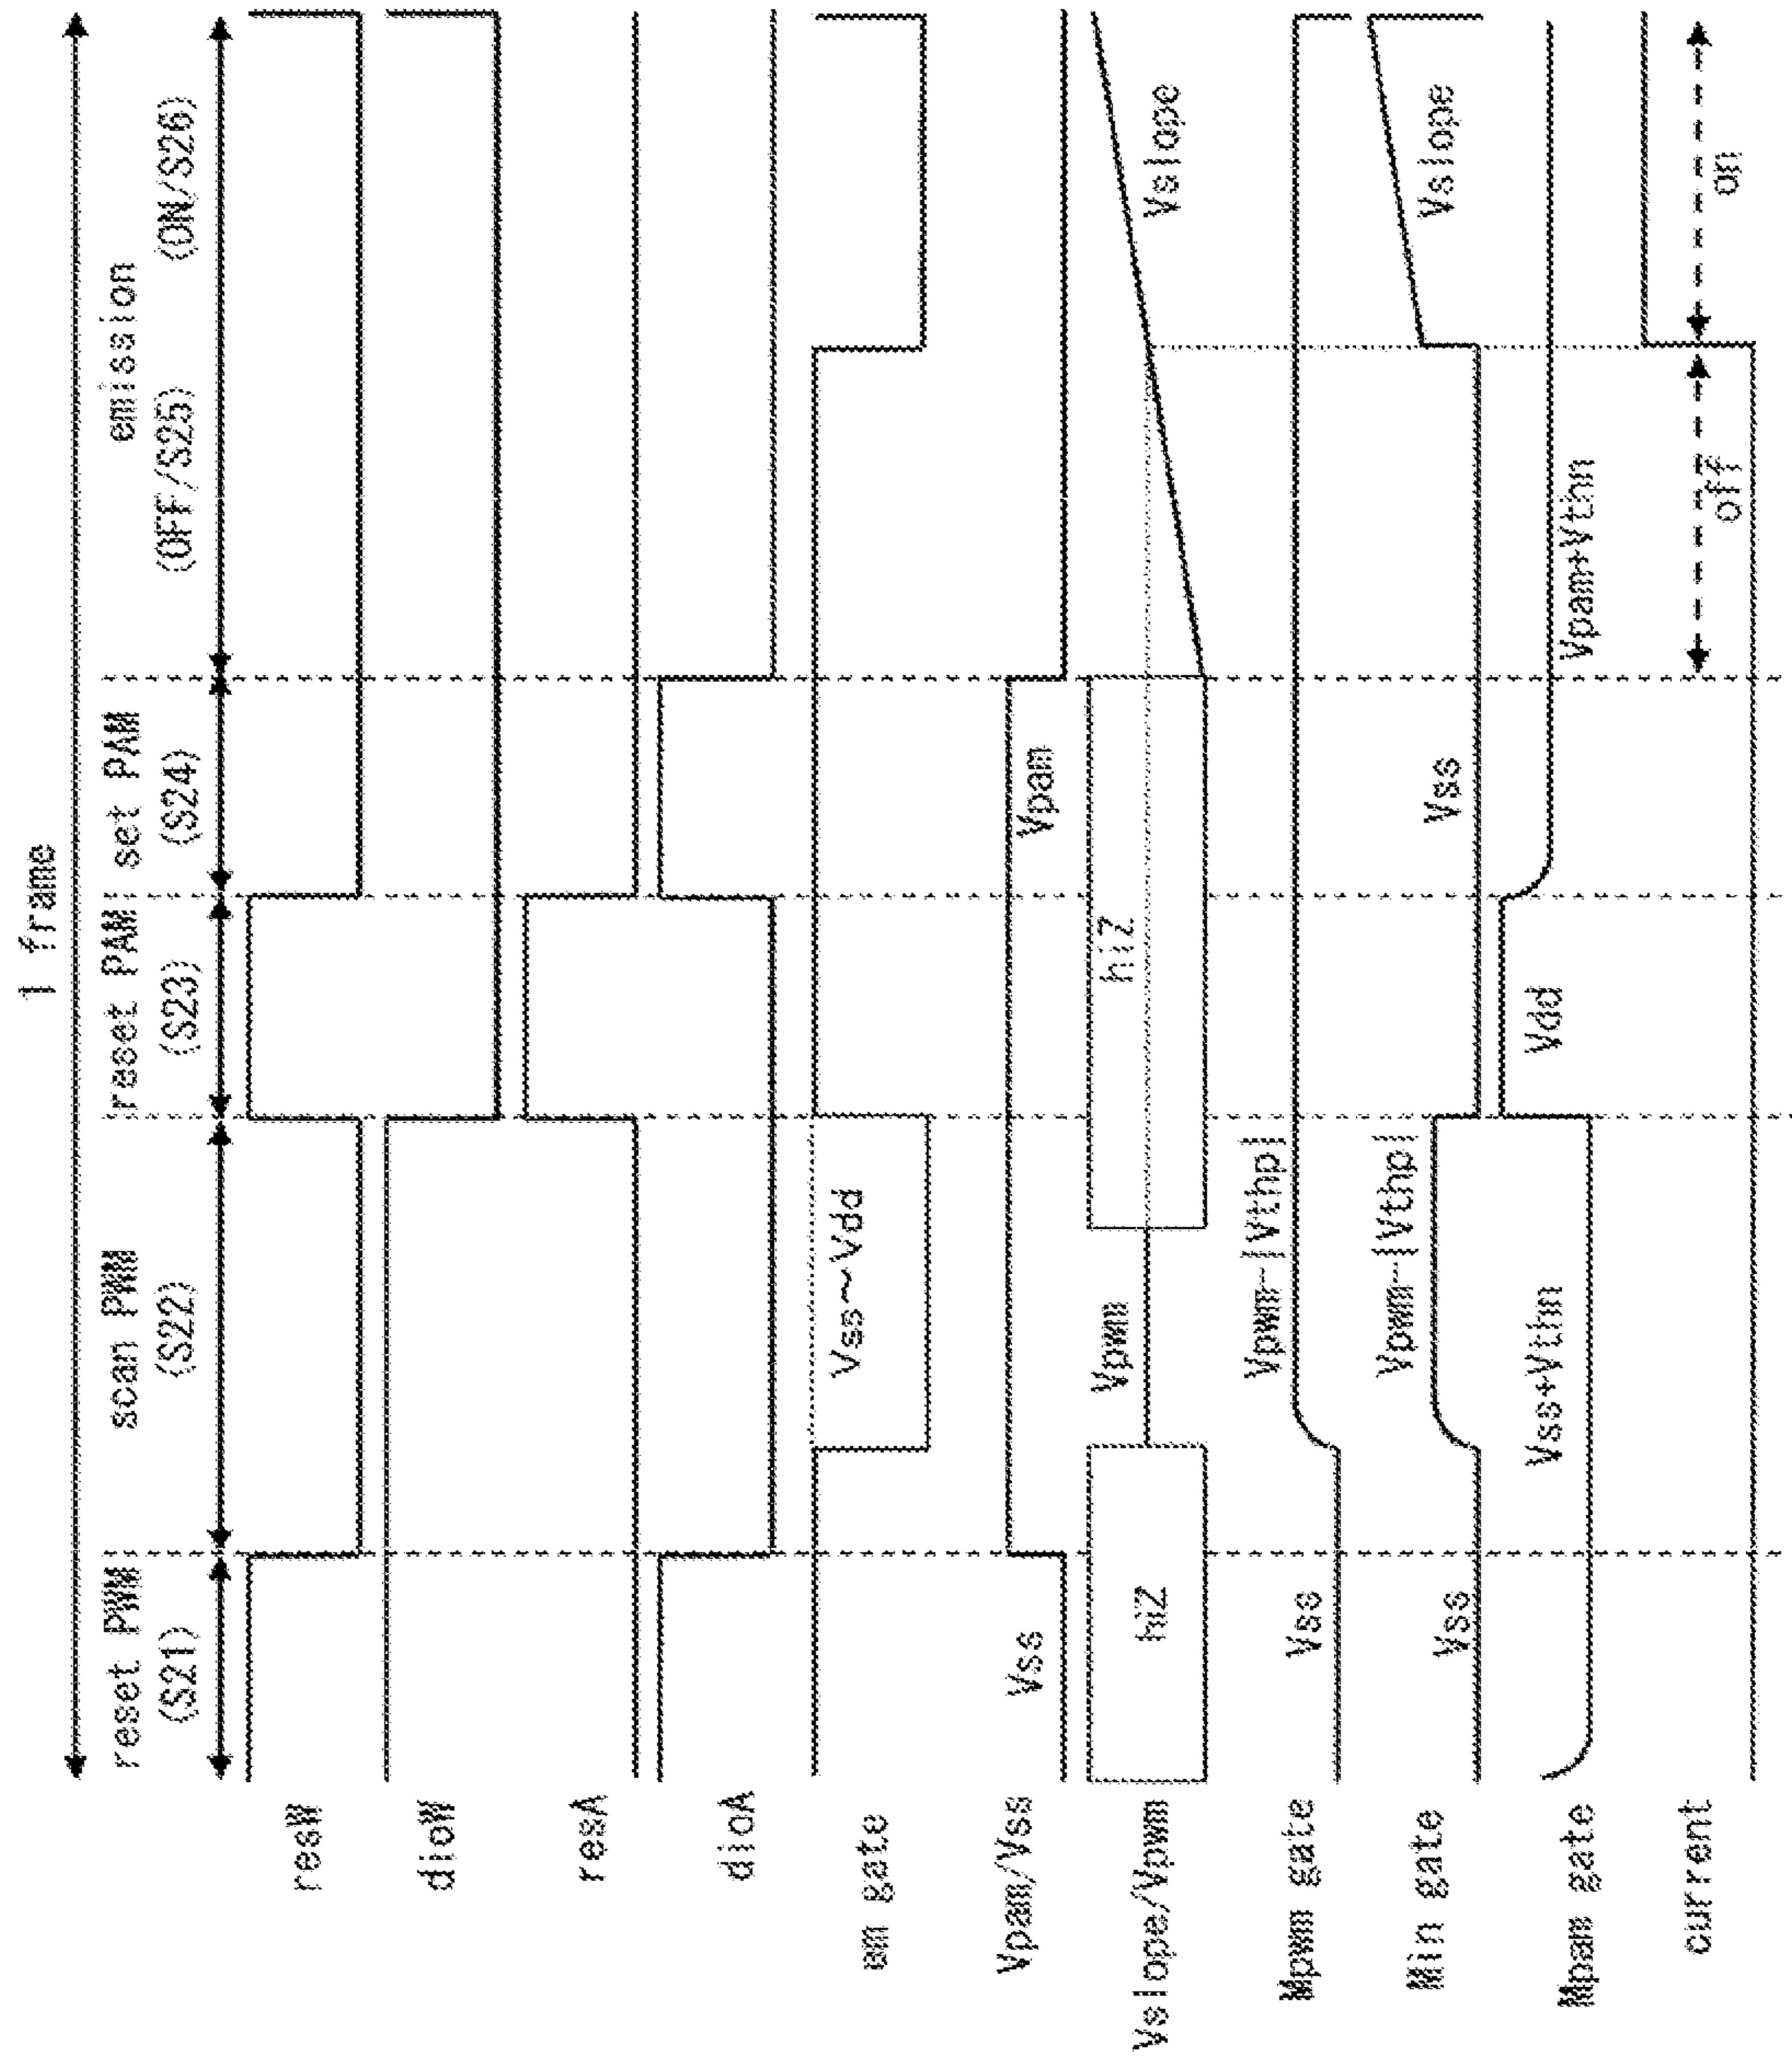 1 frame
reset PWM
(S21)
scan PWM
(S22)
reset PAM
(S23)
set PAM
(S24)
emission
(OFF/S25)
(ON/S26)
resW
dioW
resA
dioA
em gate
Vss~Vdd
Vpam/Vss
Vss
Vpam
Vslope/Vpwm
hiZ
Vpwm
hiZ
Vslope
Mpwm gate
Vss
Vpwm-|Vthp|
Min gate
Vss
Vpwm-|Vthp|
Vss
Vslope
Mpam gate
Vss+Vthn
Vdd
Vpam+Vthn
current
off
on